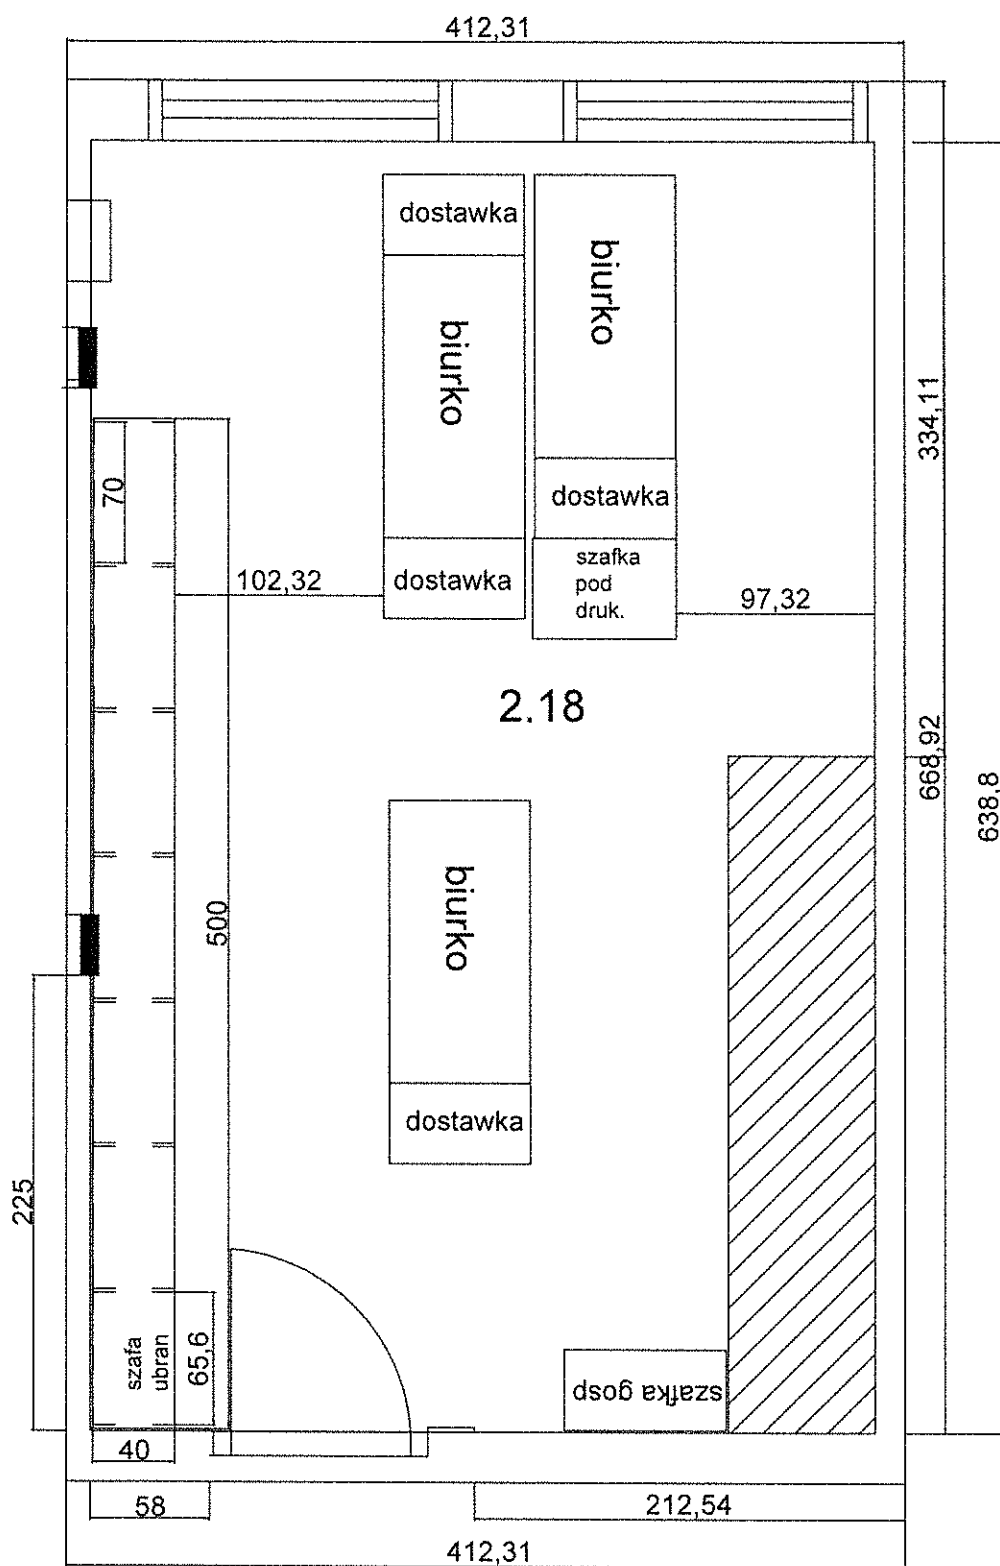 412,31
dostawka
biurko
biurko
334,11
70
dostawka
dostawka
szafka
pod
druk.
102,32
97,32
2.18
668,92
638,8
biurko
500
dostawka
225
szafa
ubran
65,6
szafka gosp
40
58
212,54
412,31